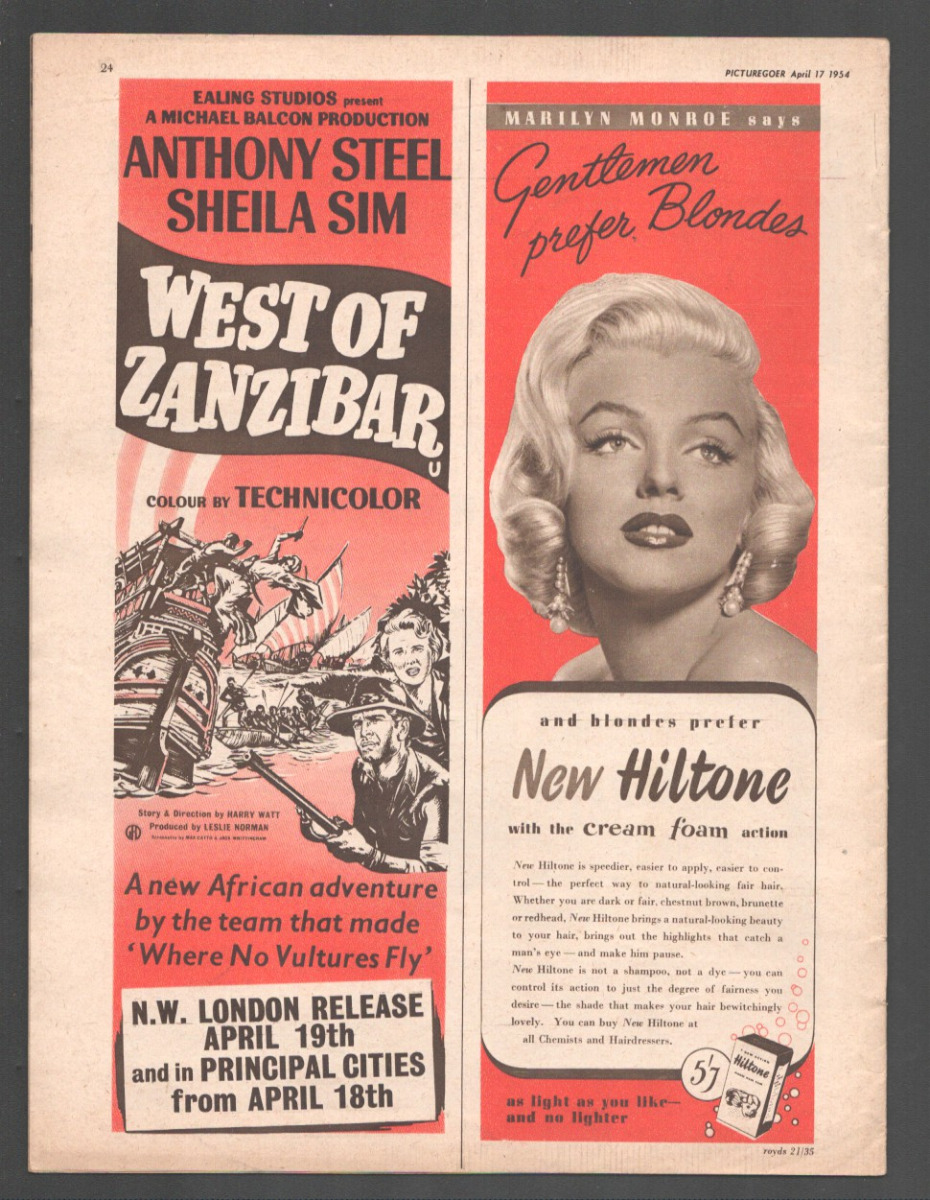 24
PICTUREGOER April 17 1954
EALING STUDIOS present
A MICHAEL BALCON PRODUCTION
ANTHONY STEEL
SHEILA SIM
WEST OF
ZANZIBAR
U
COLOUR BY TECHNICOLOR
Story & Direction by HARRY WATT
Produced by LESLIE NORMAN
Screenplay by MAX CATTO & JACK WHITTINGHAM
GFD
A new African adventure
by the team that made
‘Where No Vultures Fly’
N.W. LONDON RELEASE
APRIL 19th
and in PRINCIPAL CITIES
from APRIL 18th
MARILYN MONROE says
Gentlemen
prefer Blondes
and blondes prefer
New Hiltone
with the cream foam action
New Hiltone is speedier, easier to apply, easier to con-
trol — the perfect way to natural-looking fair hair.
Whether you are dark or fair, chestnut brown, brunette
or redhead, New Hiltone brings a natural-looking beauty
to your hair, brings out the highlights that catch a
man's eye — and make him pause.
New Hiltone is not a shampoo, not a dye — you can
control its action to just the degree of fairness you
desire — the shade that makes your hair bewitchingly
lovely. You can buy New Hiltone at
all Chemists and Hairdressers.
5/7
Hiltone
as light as you like—
and no lighter
royds 21/35